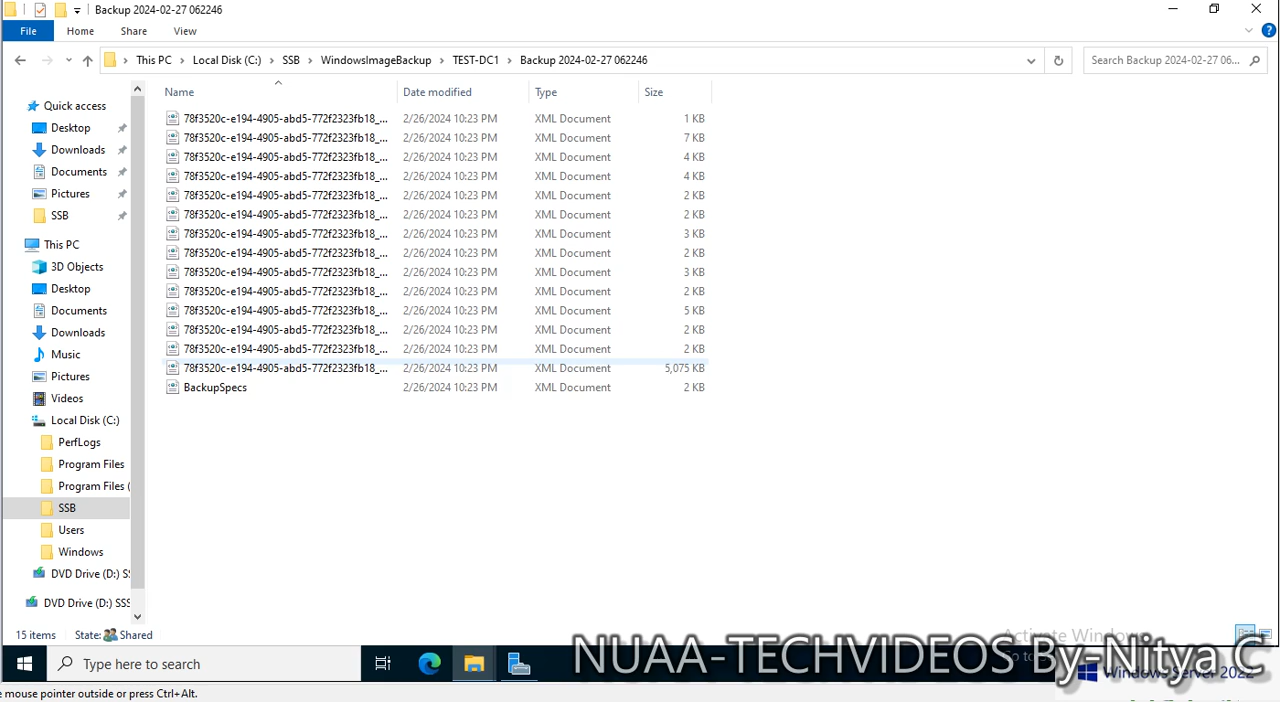 Backup 2024-02-27 062246
File Home Share View
This PC Local Disk (C:) SSB WindowsImageBackup TEST-DC1 Backup 2024-02-27 062246
Search Backup 2024-02-27 06...
Name Date modified Type Size
78f3520c-e194-4905-abd5-772f2323fb18_... 2/26/2024 10:23 PM XML Document 1 KB
78f3520c-e194-4905-abd5-772f2323fb18_... 2/26/2024 10:23 PM XML Document 7 KB
78f3520c-e194-4905-abd5-772f2323fb18_... 2/26/2024 10:23 PM XML Document 4 KB
78f3520c-e194-4905-abd5-772f2323fb18_... 2/26/2024 10:23 PM XML Document 4 KB
78f3520c-e194-4905-abd5-772f2323fb18_... 2/26/2024 10:23 PM XML Document 2 KB
78f3520c-e194-4905-abd5-772f2323fb18_... 2/26/2024 10:23 PM XML Document 2 KB
78f3520c-e194-4905-abd5-772f2323fb18_... 2/26/2024 10:23 PM XML Document 3 KB
78f3520c-e194-4905-abd5-772f2323fb18_... 2/26/2024 10:23 PM XML Document 2 KB
78f3520c-e194-4905-abd5-772f2323fb18_... 2/26/2024 10:23 PM XML Document 3 KB
78f3520c-e194-4905-abd5-772f2323fb18_... 2/26/2024 10:23 PM XML Document 2 KB
78f3520c-e194-4905-abd5-772f2323fb18_... 2/26/2024 10:23 PM XML Document 5 KB
78f3520c-e194-4905-abd5-772f2323fb18_... 2/26/2024 10:23 PM XML Document 2 KB
78f3520c-e194-4905-abd5-772f2323fb18_... 2/26/2024 10:23 PM XML Document 2 KB
78f3520c-e194-4905-abd5-772f2323fb18_... 2/26/2024 10:23 PM XML Document 5,075 KB
BackupSpecs 2/26/2024 10:23 PM XML Document 2 KB
Quick access
Desktop
Downloads
Documents
Pictures
SSB
This PC
3D Objects
Desktop
Documents
Downloads
Music
Pictures
Videos
Local Disk (C:)
PerfLogs
Program Files
Program Files (
SSB
Users
Windows
DVD Drive (D:) SS
DVD Drive (D:) SSS
15 items State: Shared
Activate Windows
Type here to search
NUAA-TECHVIDEOS By-Nitya C
Windows Server 2022
e mouse pointer outside or press Ctrl+Alt.